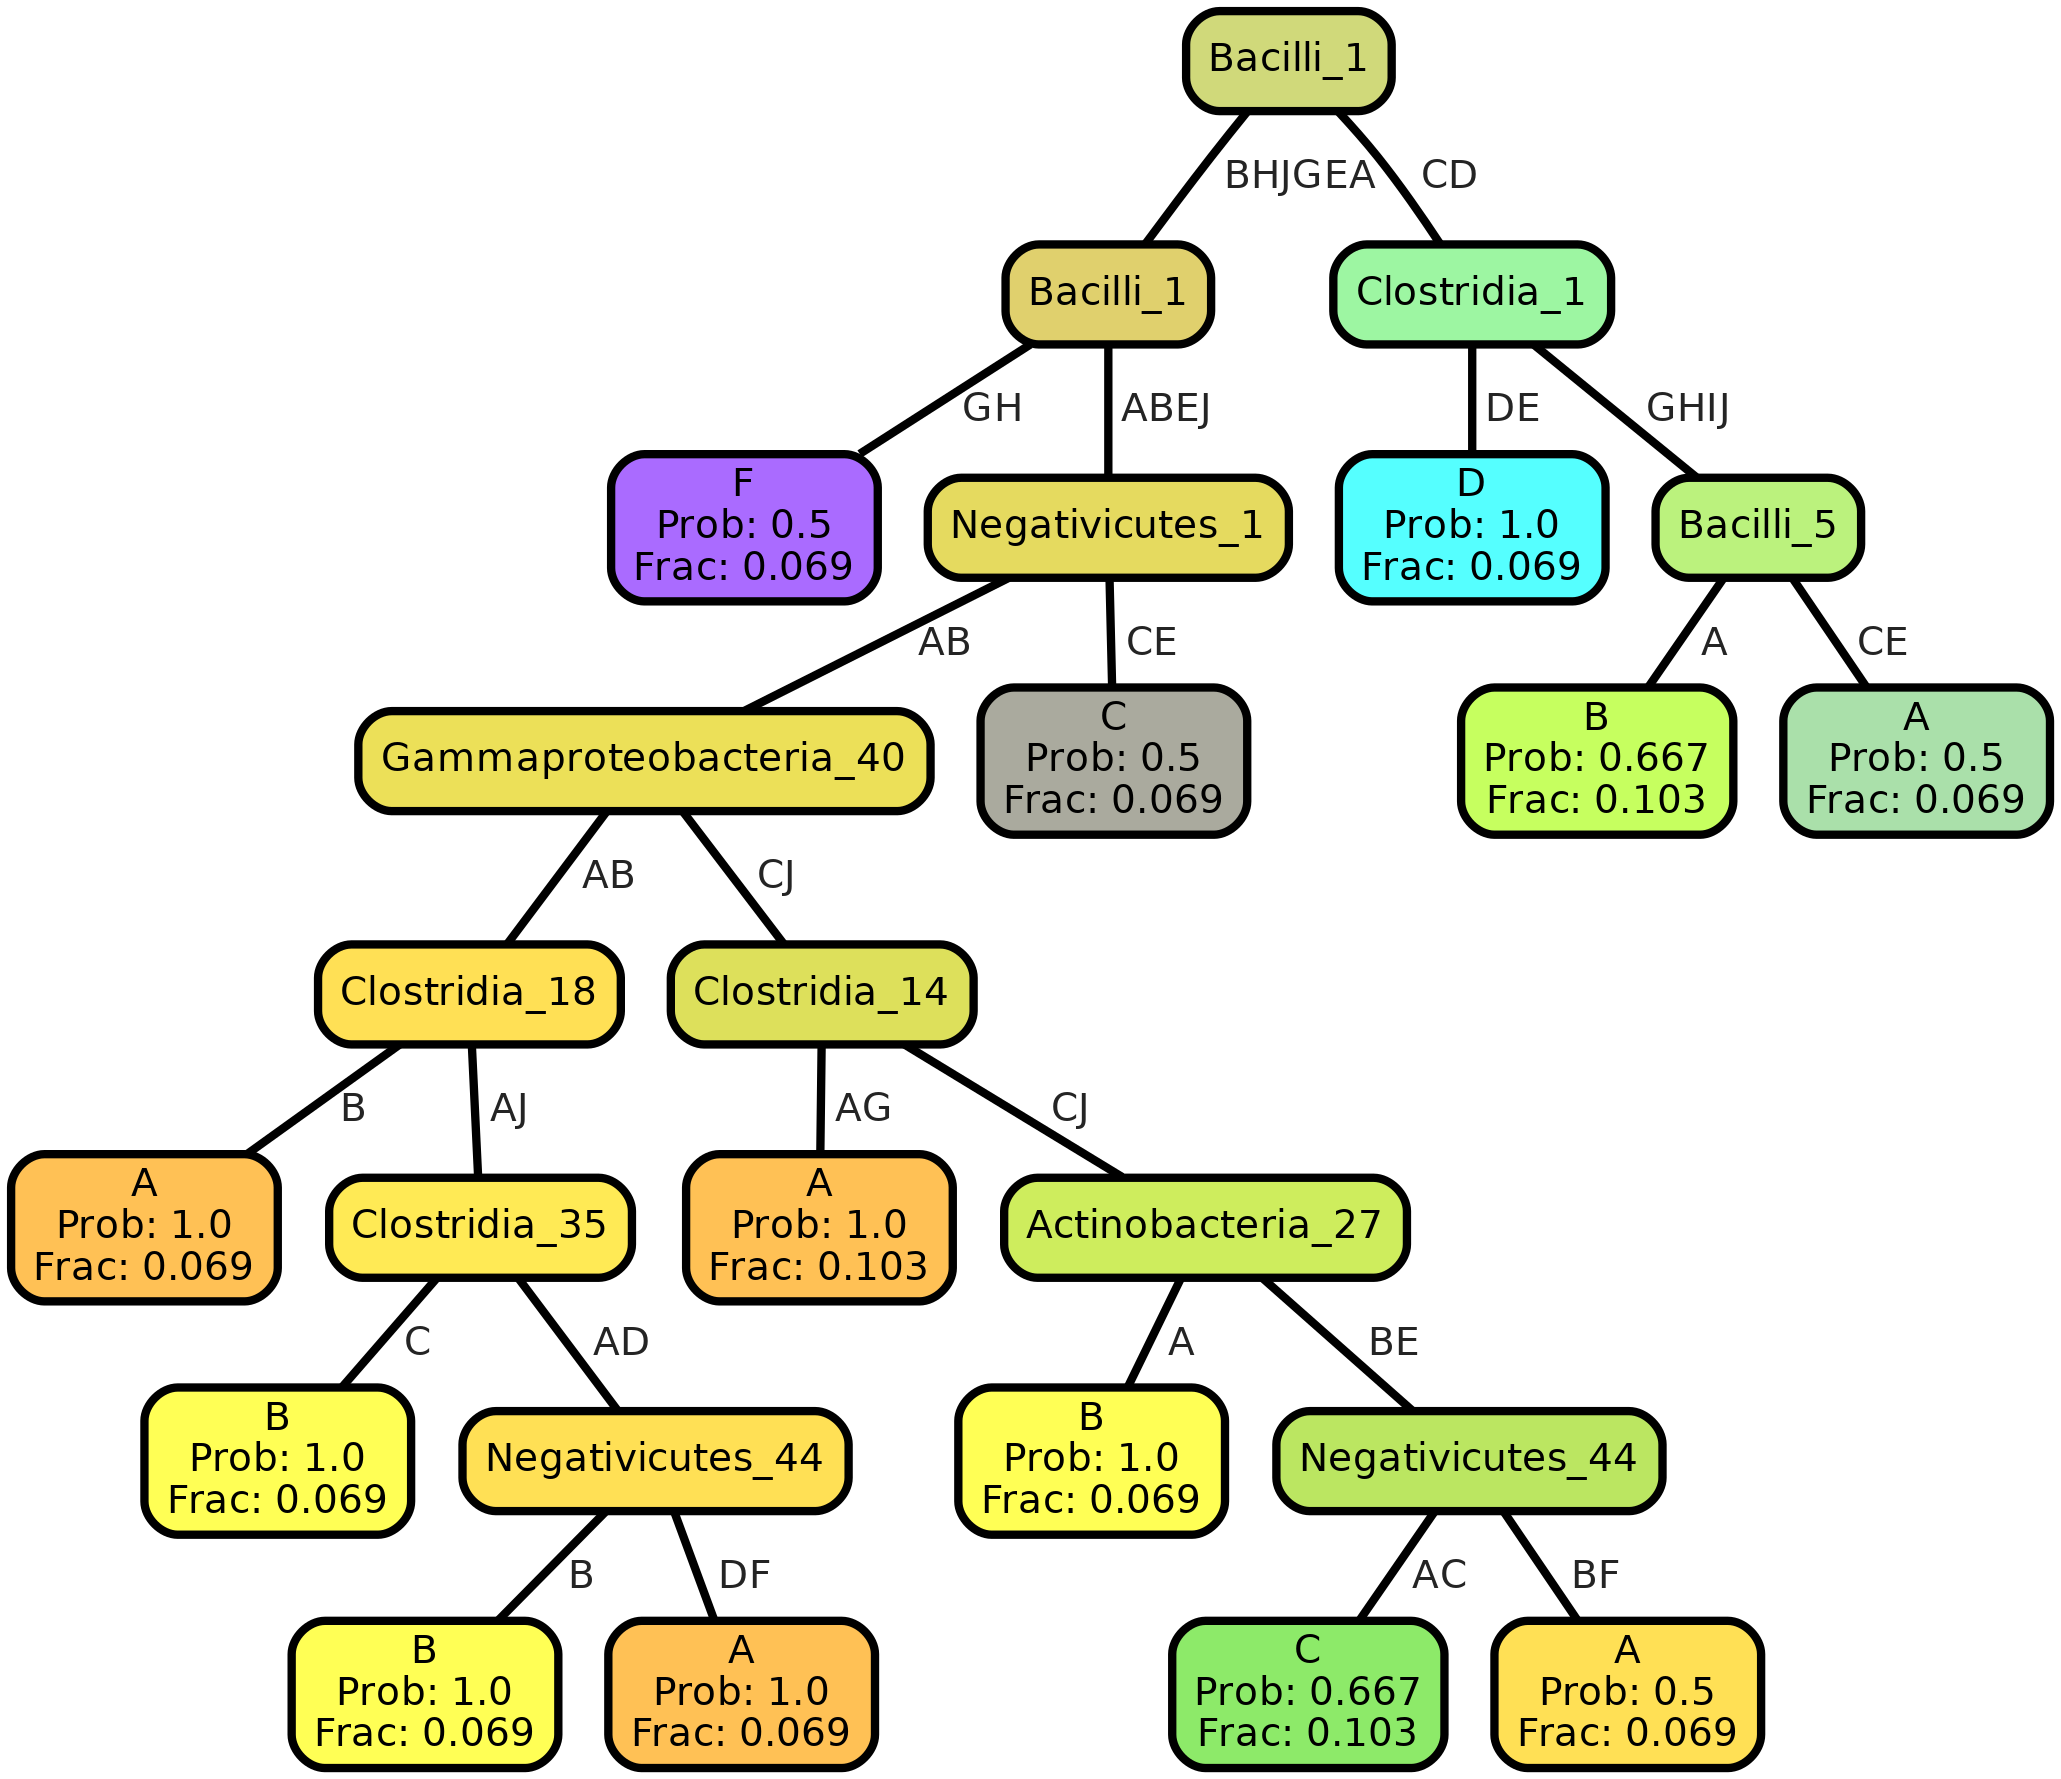 Bacilli_1
BHJGEA
CD
Bacilli_1
Clostridia_1
GH
ABEJ
DE
GHIJ
F
Prob: 0.5
Frac: 0.069
Negativicutes_1
D
Prob: 1.0
Frac: 0.069
Bacilli_5
AB
CE
A
CE
Gammaproteobacteria_40
C
Prob: 0.5
Frac: 0.069
B
Prob: 0.667
Frac: 0.103
A
Prob: 0.5
Frac: 0.069
AB
CJ
Clostridia_18
Clostridia_14
B
AJ
AG
CJ
A
Prob: 1.0
Frac: 0.069
Clostridia_35
A
Prob: 1.0
Frac: 0.103
Actinobacteria_27
C
AD
A
BE
B
Prob: 1.0
Frac: 0.069
Negativicutes_44
B
Prob: 1.0
Frac: 0.069
Negativicutes_44
B
DF
AC
BF
B
Prob: 1.0
Frac: 0.069
A
Prob: 1.0
Frac: 0.069
C
Prob: 0.667
Frac: 0.103
A
Prob: 0.5
Frac: 0.069